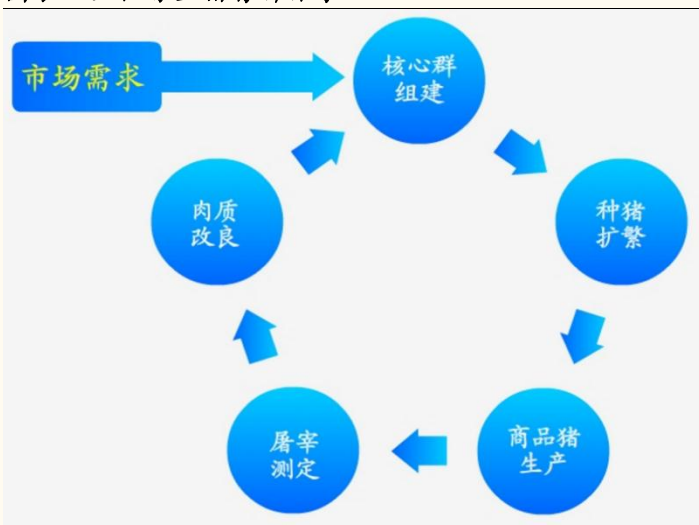 市场需求
核心群
组建
种猪
扩繁
商品猪
生产
屠宰
测定
肉质
改良